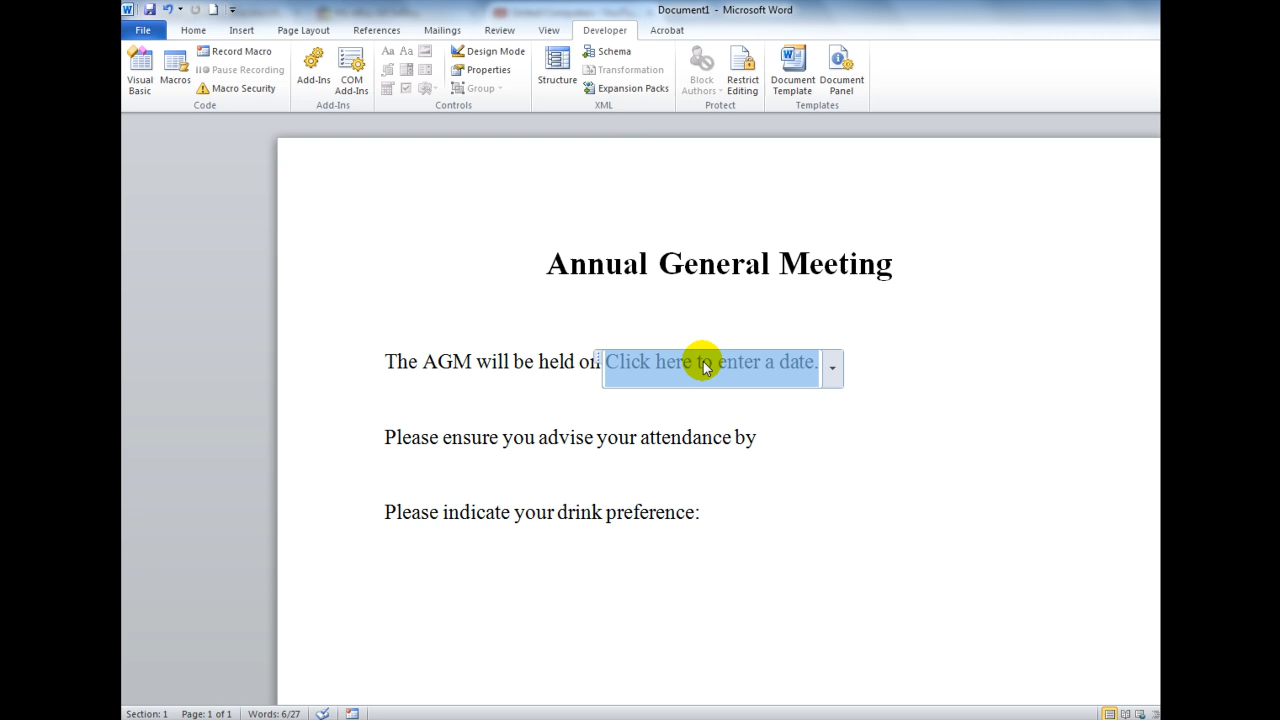 Document1 - Microsoft Word
File Home Insert Page Layout References Mailings Review View Developer Acrobat
Visual Basic
Macros
Record Macro
Pause Recording
Macro Security
Code
Add-Ins
COM Add-Ins
Add-Ins
Aa Aa
Design Mode
Properties
Group
Controls
Structure
Schema
Transformation
Expansion Packs
XML
Block Authors
Restrict Editing
Protect
Document Template
Document Panel
Templates
Annual General Meeting
The AGM will be held on Click here to enter a date.
Please ensure you advise your attendance by
Please indicate your drink preference:
Section: 1 Page: 1 of 1 Words: 6/27